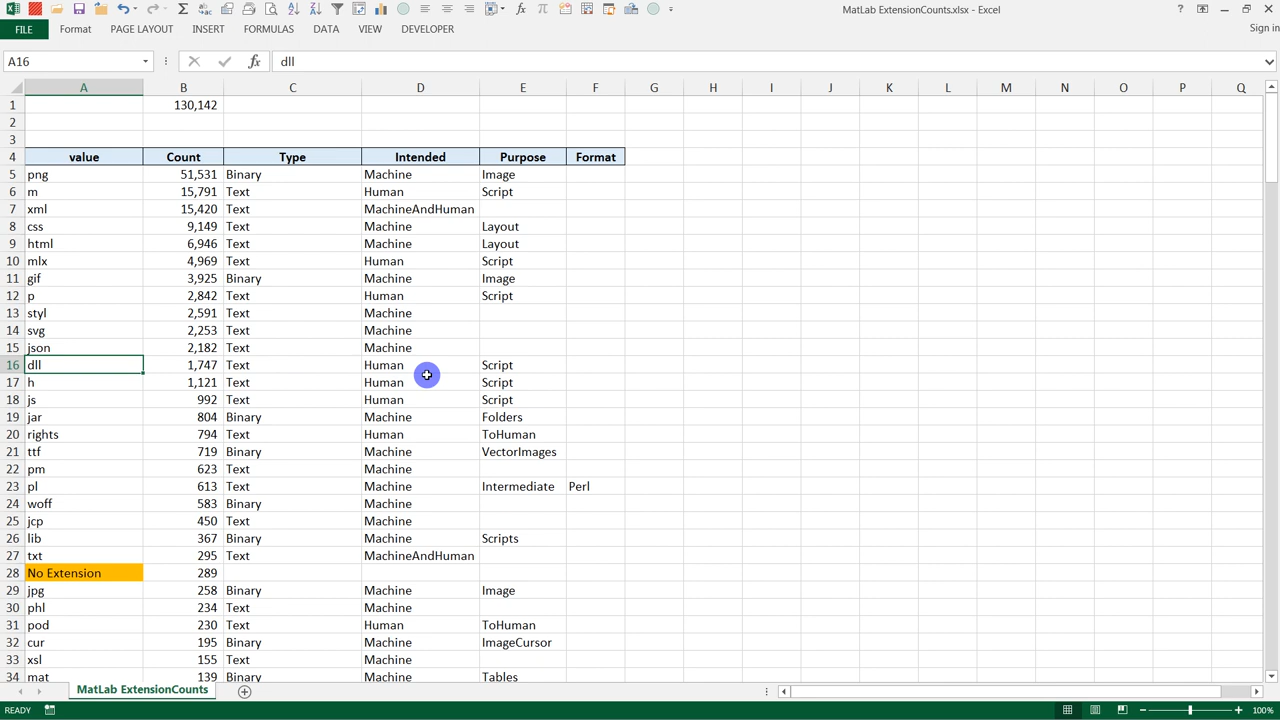 MatLab ExtensionCounts.xlsx - Excel
FILE Format PAGE LAYOUT INSERT FORMULAS DATA VIEW DEVELOPER Sign in
A16 dll
A B C D E F G H I J K L M N O P Q
1 130,142
2
3
4 value Count Type Intended Purpose Format
5 png 51,531 Binary Machine Image
6 m 15,791 Text Human Script
7 xml 15,420 Text MachineAndHuman
8 css 9,149 Text Machine Layout
9 html 6,946 Text Machine Layout
10 mlx 4,969 Text Human Script
11 gif 3,925 Binary Machine Image
12 p 2,842 Text Human Script
13 styl 2,591 Text Machine
14 svg 2,253 Text Machine
15 json 2,182 Text Machine
16 dll 1,747 Text Human Script
17 h 1,121 Text Human Script
18 js 992 Text Human Script
19 jar 804 Binary Machine Folders
20 rights 794 Text Human ToHuman
21 ttf 719 Binary Machine VectorImages
22 pm 623 Text Machine
23 pl 613 Text Machine Intermediate Perl
24 woff 583 Binary Machine
25 jcp 450 Text Machine
26 lib 367 Binary Machine Scripts
27 txt 295 Text MachineAndHuman
28 No Extension 289
29 jpg 258 Binary Machine Image
30 phl 234 Text Machine
31 pod 230 Text Human ToHuman
32 cur 195 Binary Machine ImageCursor
33 xsl 155 Text Machine
34 mat 139 Binary Machine Tables
MatLab ExtensionCounts
READY 100%